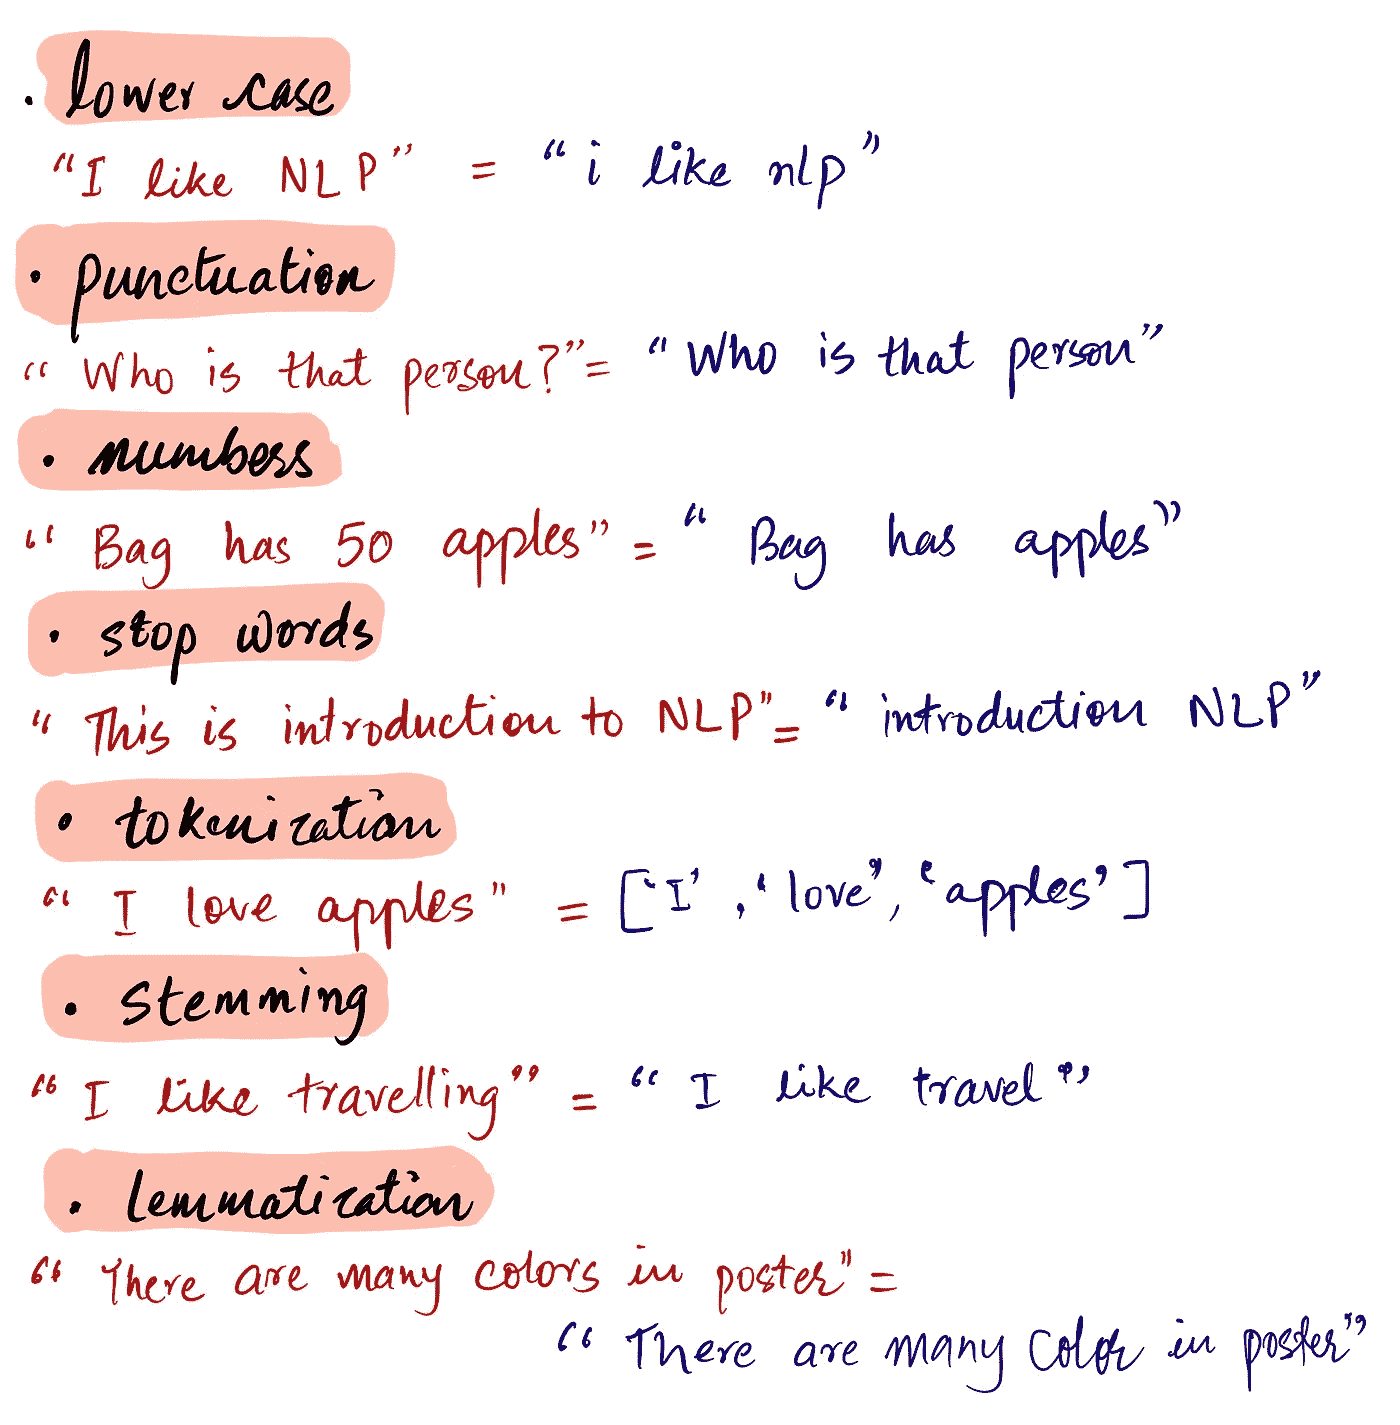 . lower case
"I like NLP" = "i like nlp"
. punctuation
"Who is that person?" = "Who is that person"
. numbers
"Bag has 50 apples" = "Bag has apples"
. stop words
"This is introduction to NLP" = "introduction NLP"
. tokenization
"I love apples" = ['I' , 'love', 'apples']
. stemming
"I like travelling" = "I like travel"
. lemmatization
"There are many colors in poster" =
"There are many color in poster"